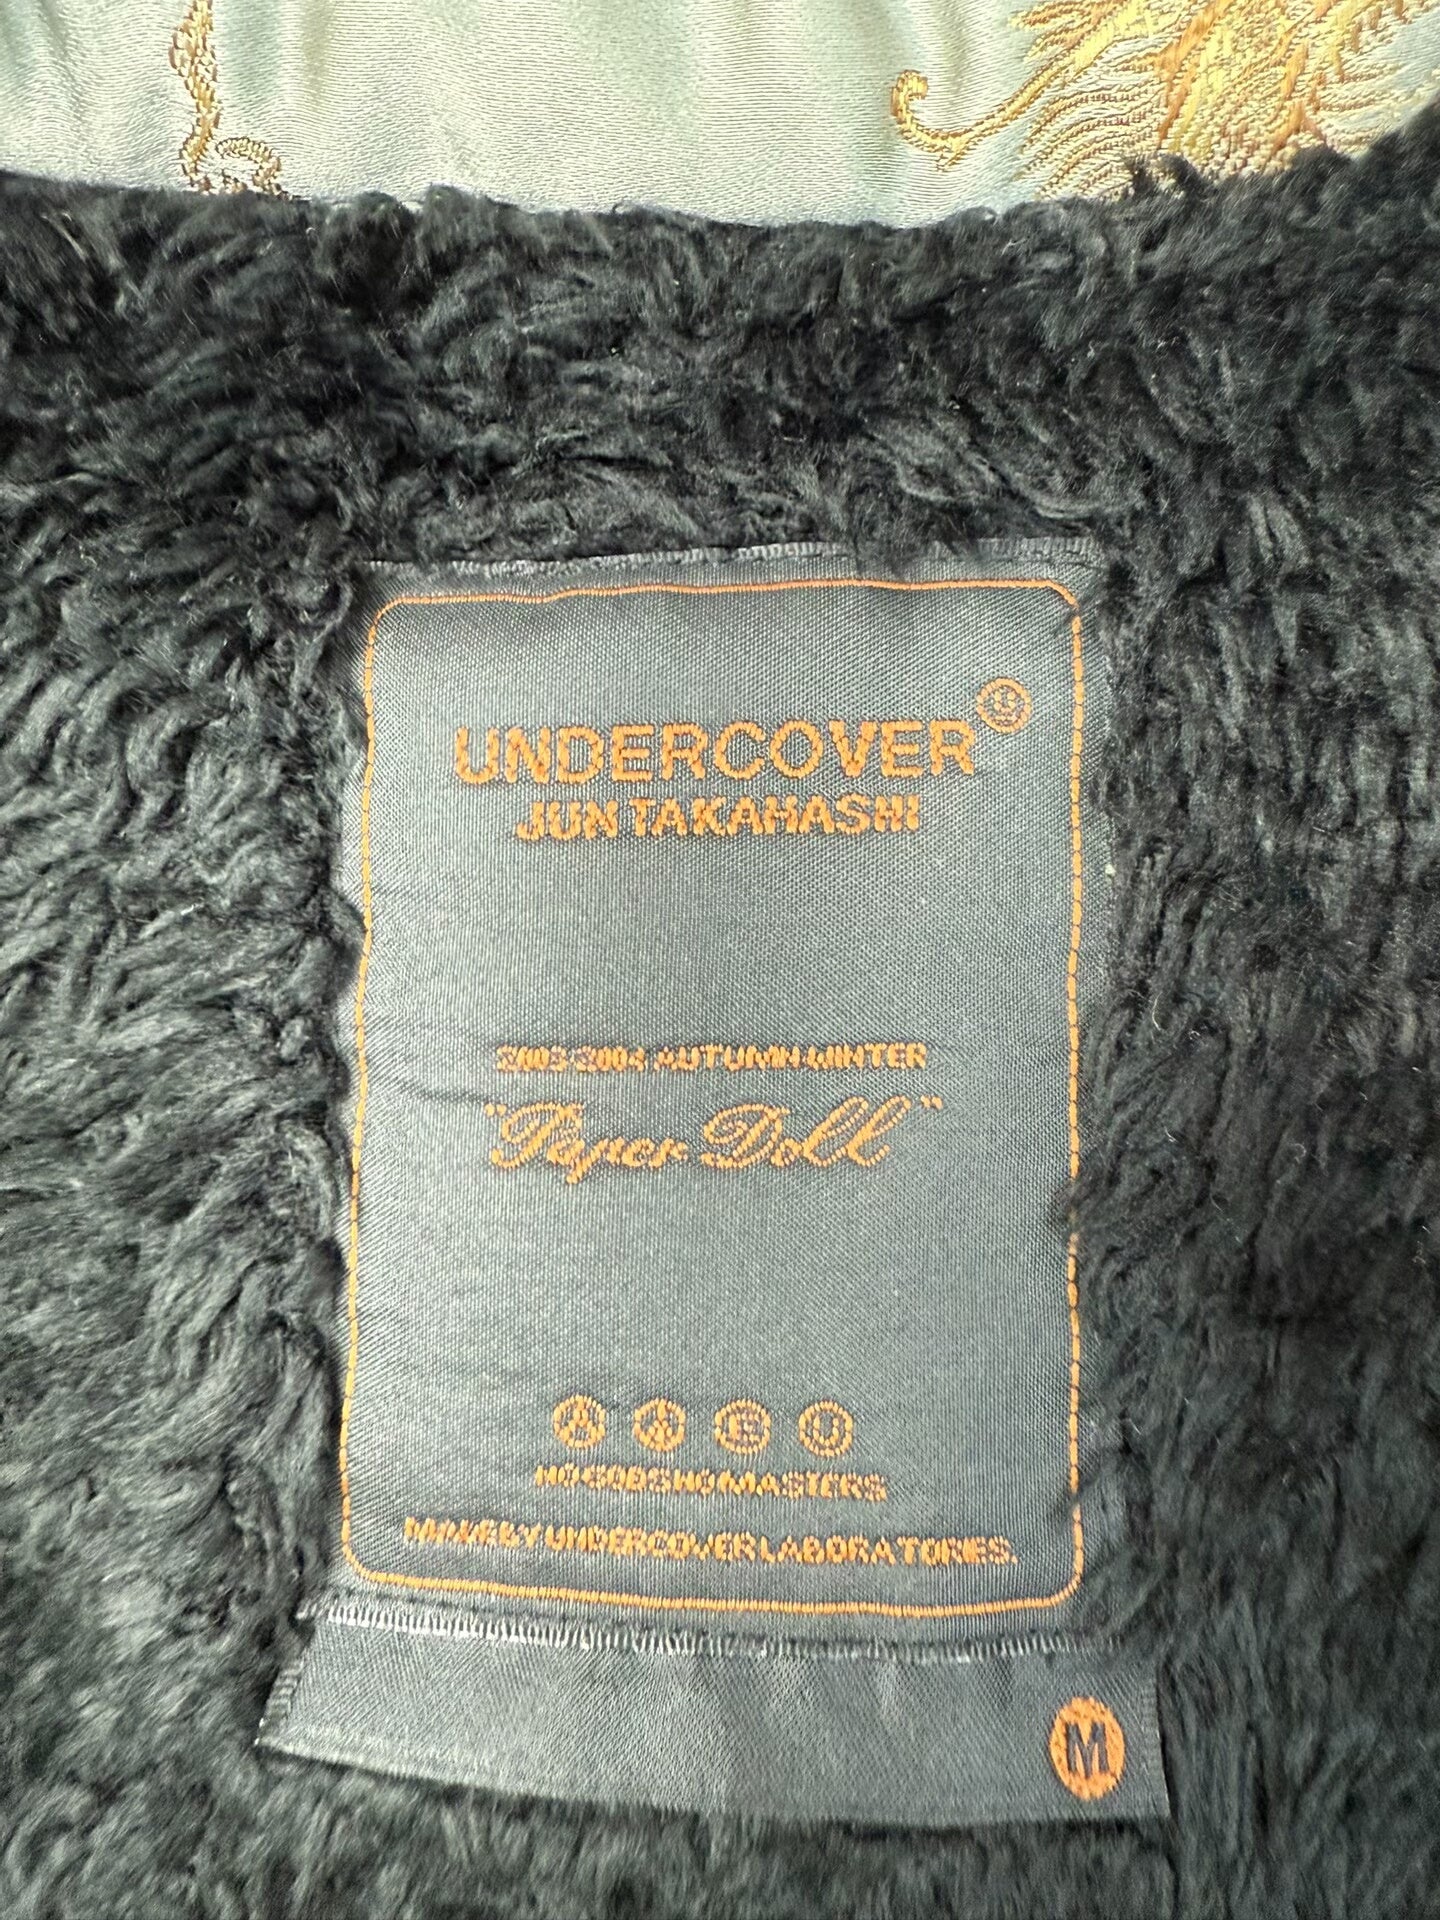 UNDERCOVER
JUN TAKAHASHI
2003-2004 AUTUMN WINTER
"Paper Doll"
A U
NO GODS NO MASTERS
MADE BY UNDERCOVER LABORATORIES.
M